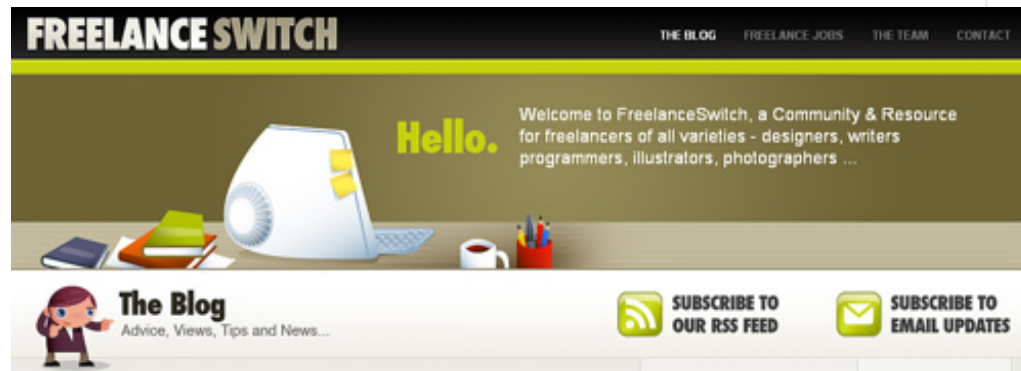 FREELANCE SWITCH
THE BLOG FREELANCE JOBS THE TEAM CONTACT
Hello.
Welcome to FreelanceSwitch, a Community & Resource
for freelancers of all varieties - designers, writers
programmers, illustrators, photographers ...
The Blog
Advice, Views, Tips and News...
SUBSCRIBE TO
OUR RSS FEED
SUBSCRIBE TO
EMAIL UPDATES